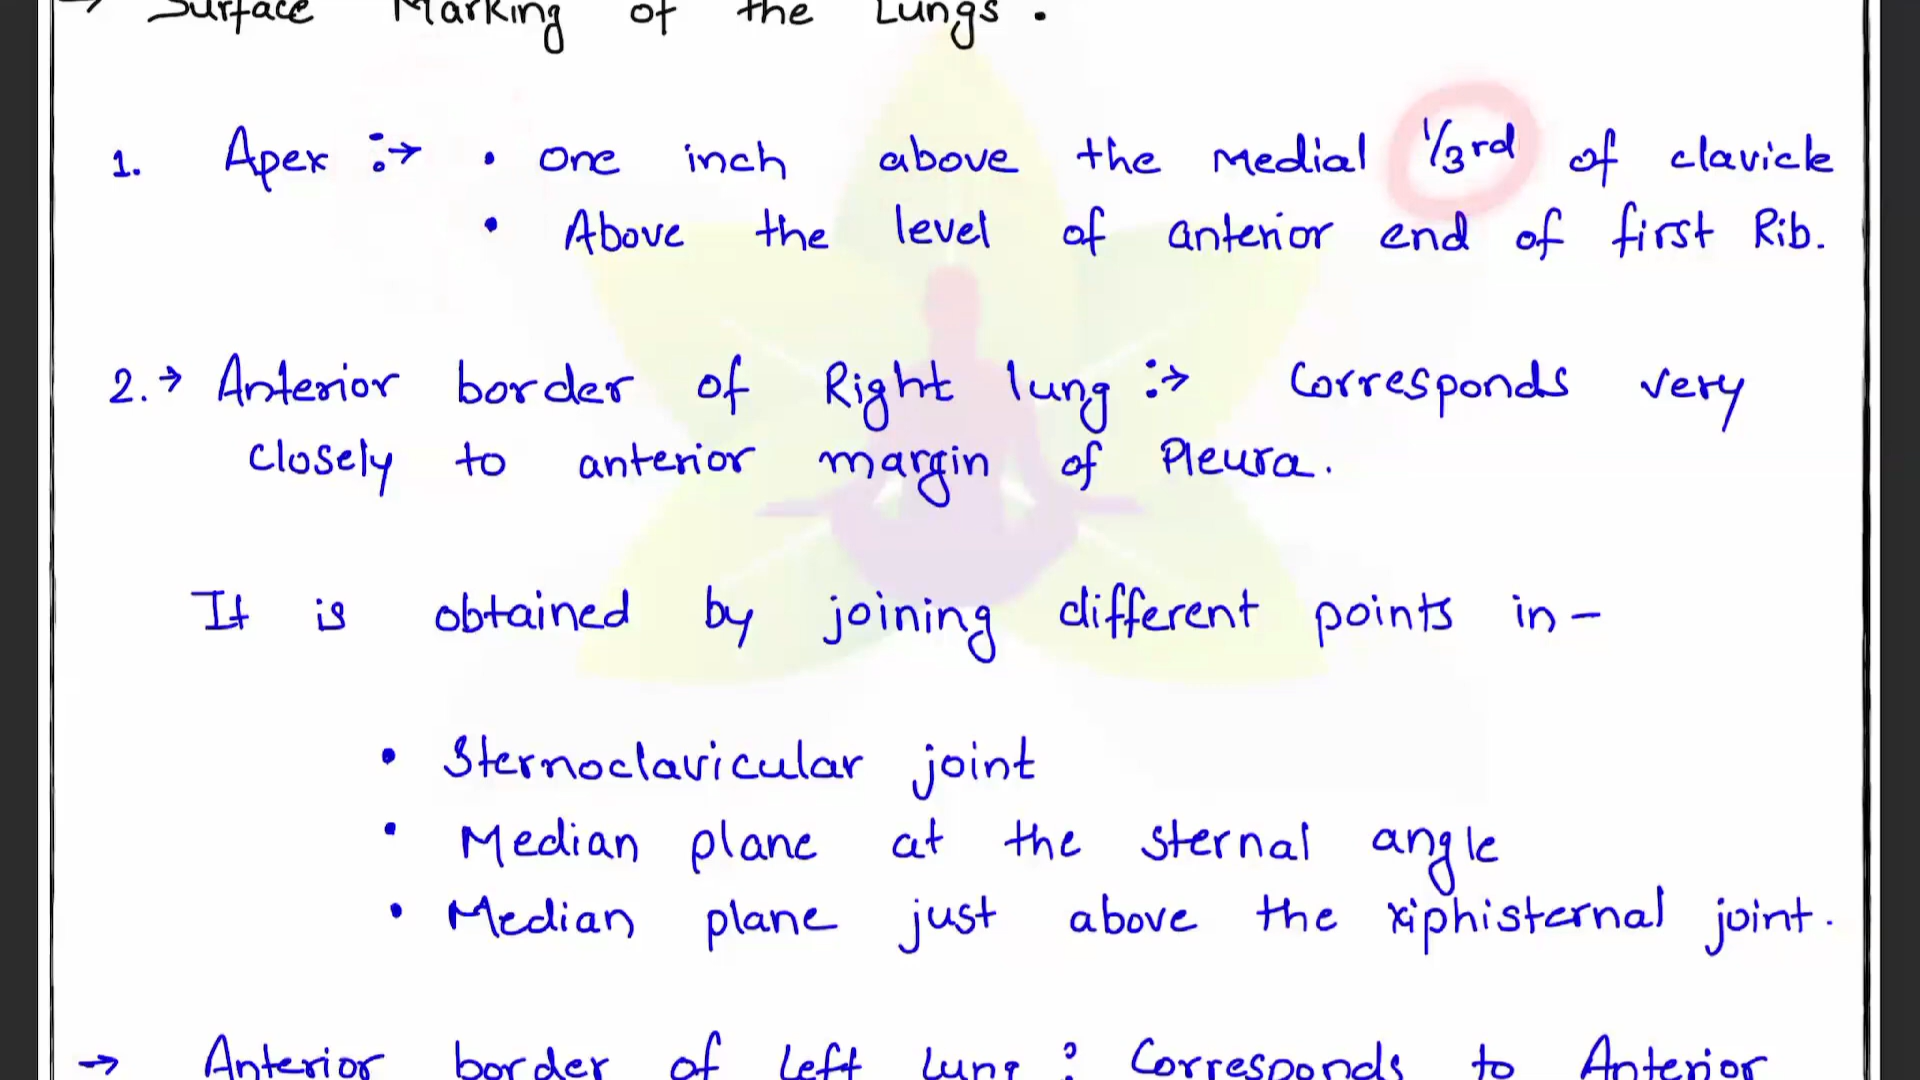 → Surface Marking of the Lungs.
1. Apex :→ • One inch above the Medial 1/3rd of clavicle
• Above the level of anterior end of first Rib.
2.→ Anterior border of Right lung :→ Corresponds very
closely to anterior margin of Pleura.
It is obtained by joining different points in-
• Sternoclavicular joint
• Median plane at the sternal angle
• Median plane just above the xiphisternal joint.
→ Anterior border of left lung : Corresponds to Anterior